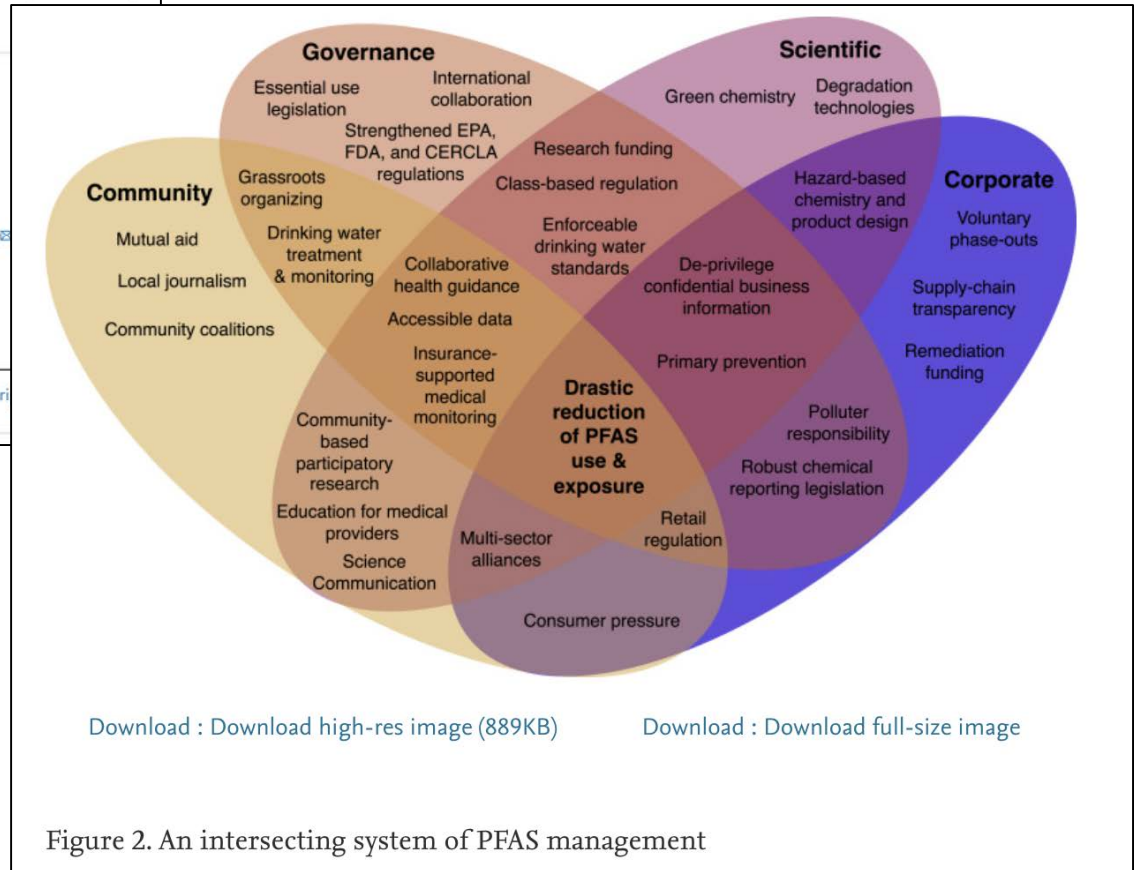 Governance
Essential use
legislation
International
collaboration
Strengthened EPA,
FDA, and CERCLA
regulations
Scientific
Green chemistry
Degradation
technologies
Research funding
Class-based regulation
Enforceable
drinking water
standards
Community
Mutual aid
Local journalism
Community coalitions
Grassroots
organizing
Drinking water
treatment
& monitoring
Collaborative
health guidance
Accessible data
Insurance-
supported
medical
monitoring
Hazard-based
chemistry and
product design
Corporate
Voluntary
phase-outs
Supply-chain
transparency
Remediation
funding
De-privilege
confidential business
information
Primary prevention
Drastic
reduction
of PFAS
use &
exposure
Polluter
responsibility
Robust chemical
reporting legislation
Community-
based
participatory
research
Education for medical
providers
Science
Communication
Multi-sector
alliances
Retail
regulation
Consumer pressure
ri
Download : Download high-res image (889KB)
Download : Download full-size image
Figure 2. An intersecting system of PFAS management